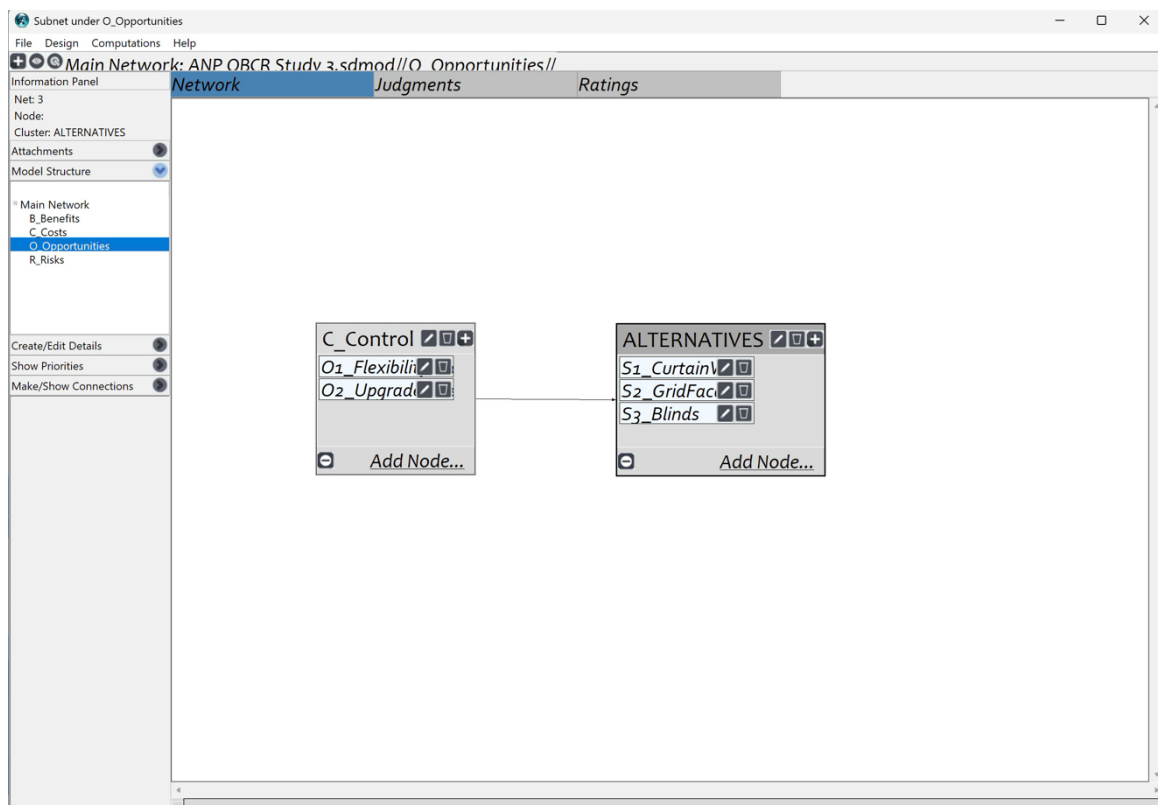 Subnet under O_Opportunities
File Design Computations Help
Main Network: ANP OBCR Study 3.sdmod//O_Opportunities//
Information Panel
Network Judgments Ratings
Net: 3
Node:
Cluster: ALTERNATIVES
Attachments
Model Structure
Main Network
B_Benefits
C_Costs
O_Opportunities
R_Risks
Create/Edit Details
Show Priorities
Make/Show Connections
C_Control
O1_Flexibili
O2_Upgrad
Add Node...
ALTERNATIVES
S1_Curtain
S2_GridFac
S3_Blinds
Add Node...